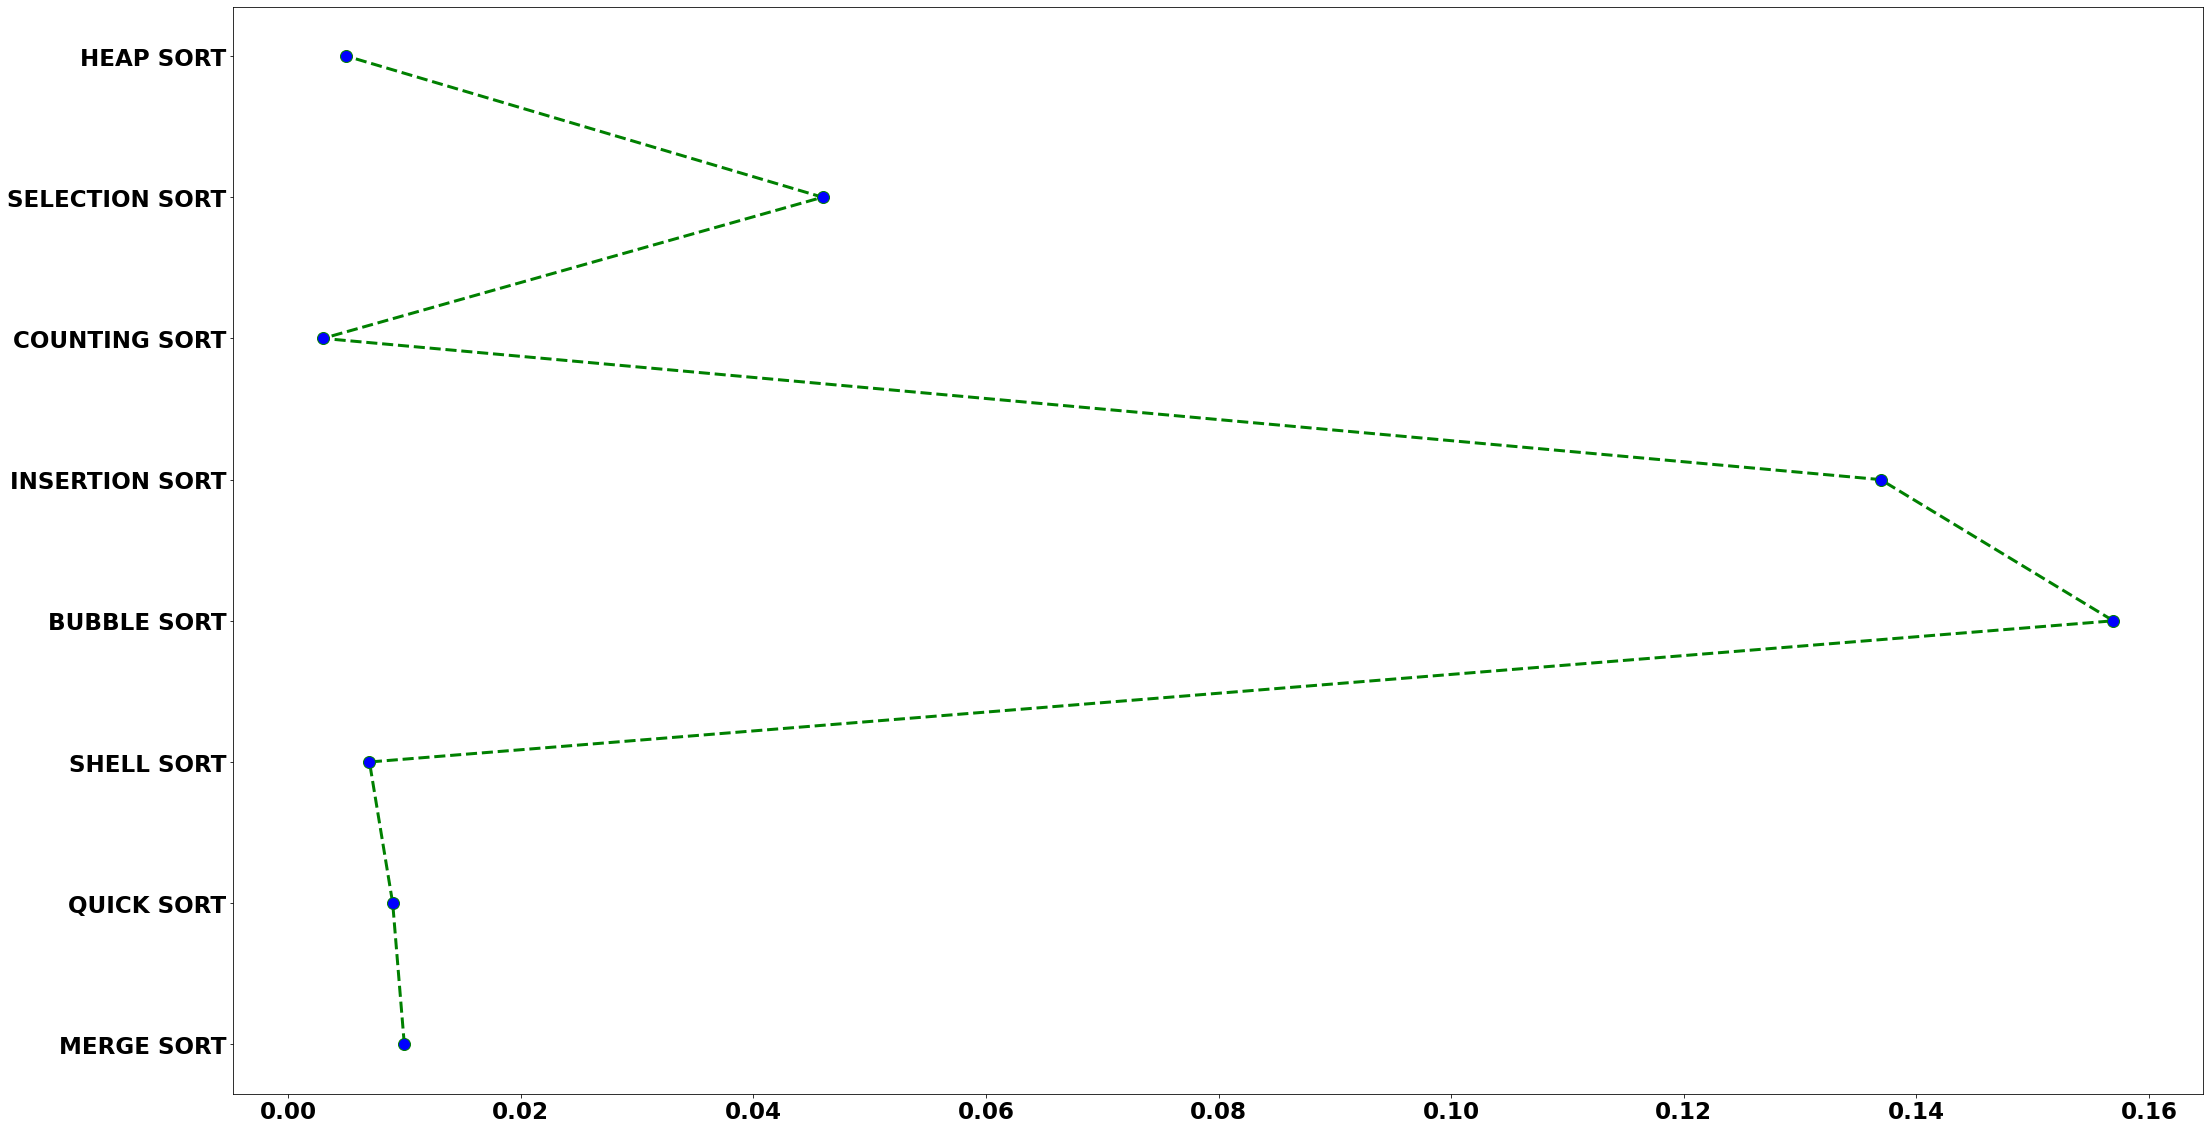 HEAP SORT
SELECTION SORT
COUNTING SORT
INSERTION SORT
BUBBLE SORT
SHELL SORT
QUICK SORT
MERGE SORT
0.00 0.02 0.04 0.06 0.08 0.10 0.12 0.14 0.16